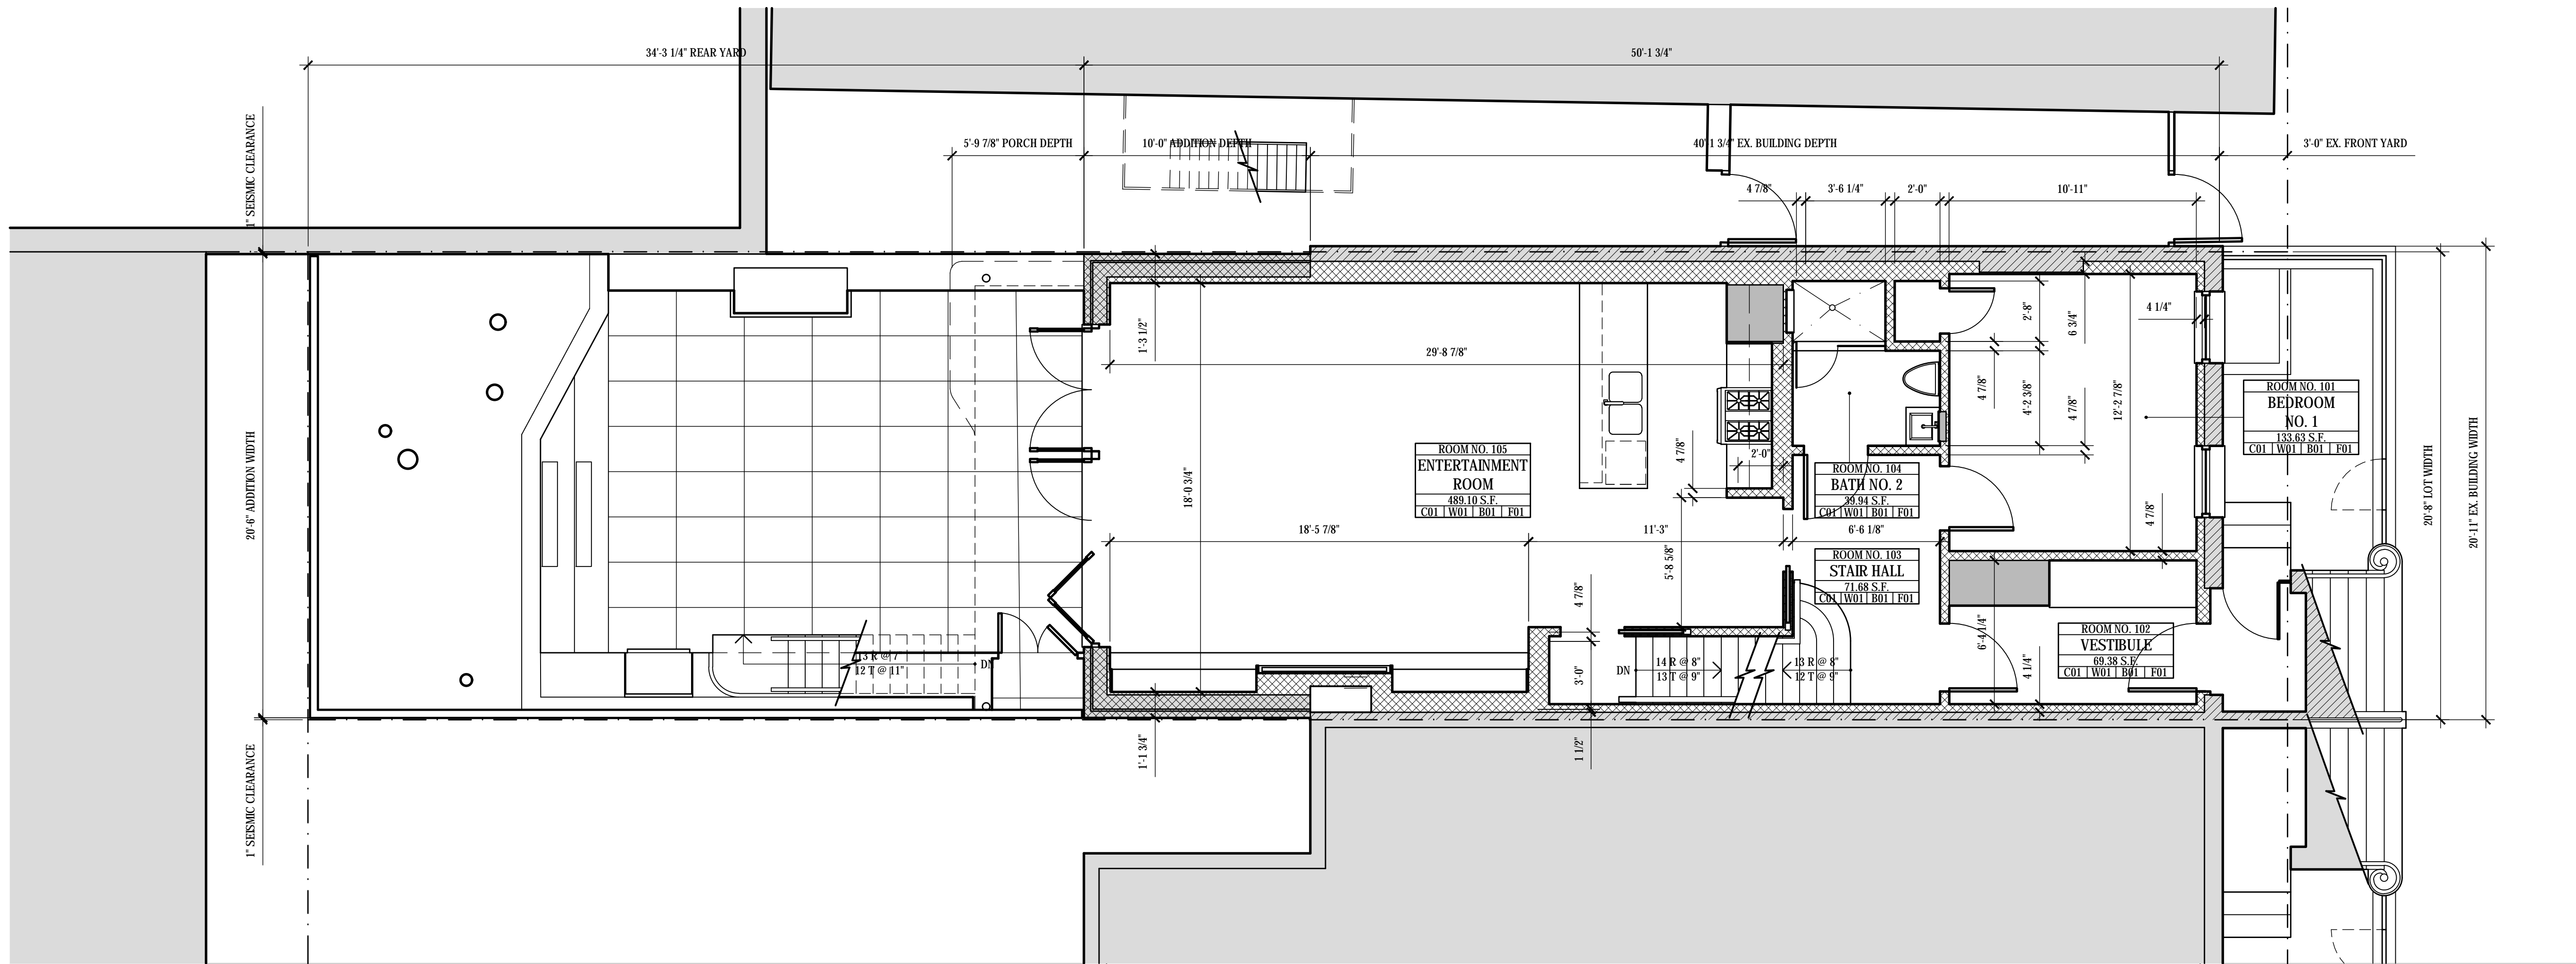 34'-3 1/4" REAR YARD
50'-1 3/4"
1" SEISMIC CLEARANCE
5'-9 7/8" PORCH DEPTH
10'-0" ADDITION DEPTH
40'-1 3/4" EX. BUILDING DEPTH
3'-0" EX. FRONT YARD
4 7/8"
3'-6 1/4"
2'-0"
10'-11"
1'-3 1/2"
29'-8 7/8"
2'-8"
6 3/4"
4 1/4"
4 7/8"
4'-2 3/8"
4 7/8"
12'-2 7/8"
ROOM NO. 101
BEDROOM
NO. 1
133.63 S.F.
C01 W01 B01 F01
20'-6" ADDITION WIDTH
18'-0 3/4"
ROOM NO. 105
ENTERTAINMENT
ROOM
489.10 S.F.
C01 W01 B01 F01
4 7/8"
2'-0"
ROOM NO. 104
BATH NO. 2
39.94 S.F.
C01 W01 B01 F01
4 7/8"
20'-8" LOT WIDTH
20'-11" EX. BUILDING WIDTH
18'-5 7/8"
11'-3"
6'-6 1/8"
5'-8 5/8"
ROOM NO. 103
STAIR HALL
71.68 S.F.
C01 W01 B01 F01
4 7/8"
6'-4 1/4"
ROOM NO. 102
VESTIBULE
69.38 S.F.
C01 W01 B01 F01
13 R @ 7"
12 T @ 11"
DN
3'-0"
DN
14 R @ 8"
13 T @ 9"
13 R @ 8"
12 T @ 9"
4 1/4"
1" SEISMIC CLEARANCE
1'-1 3/4"
1 1/2"